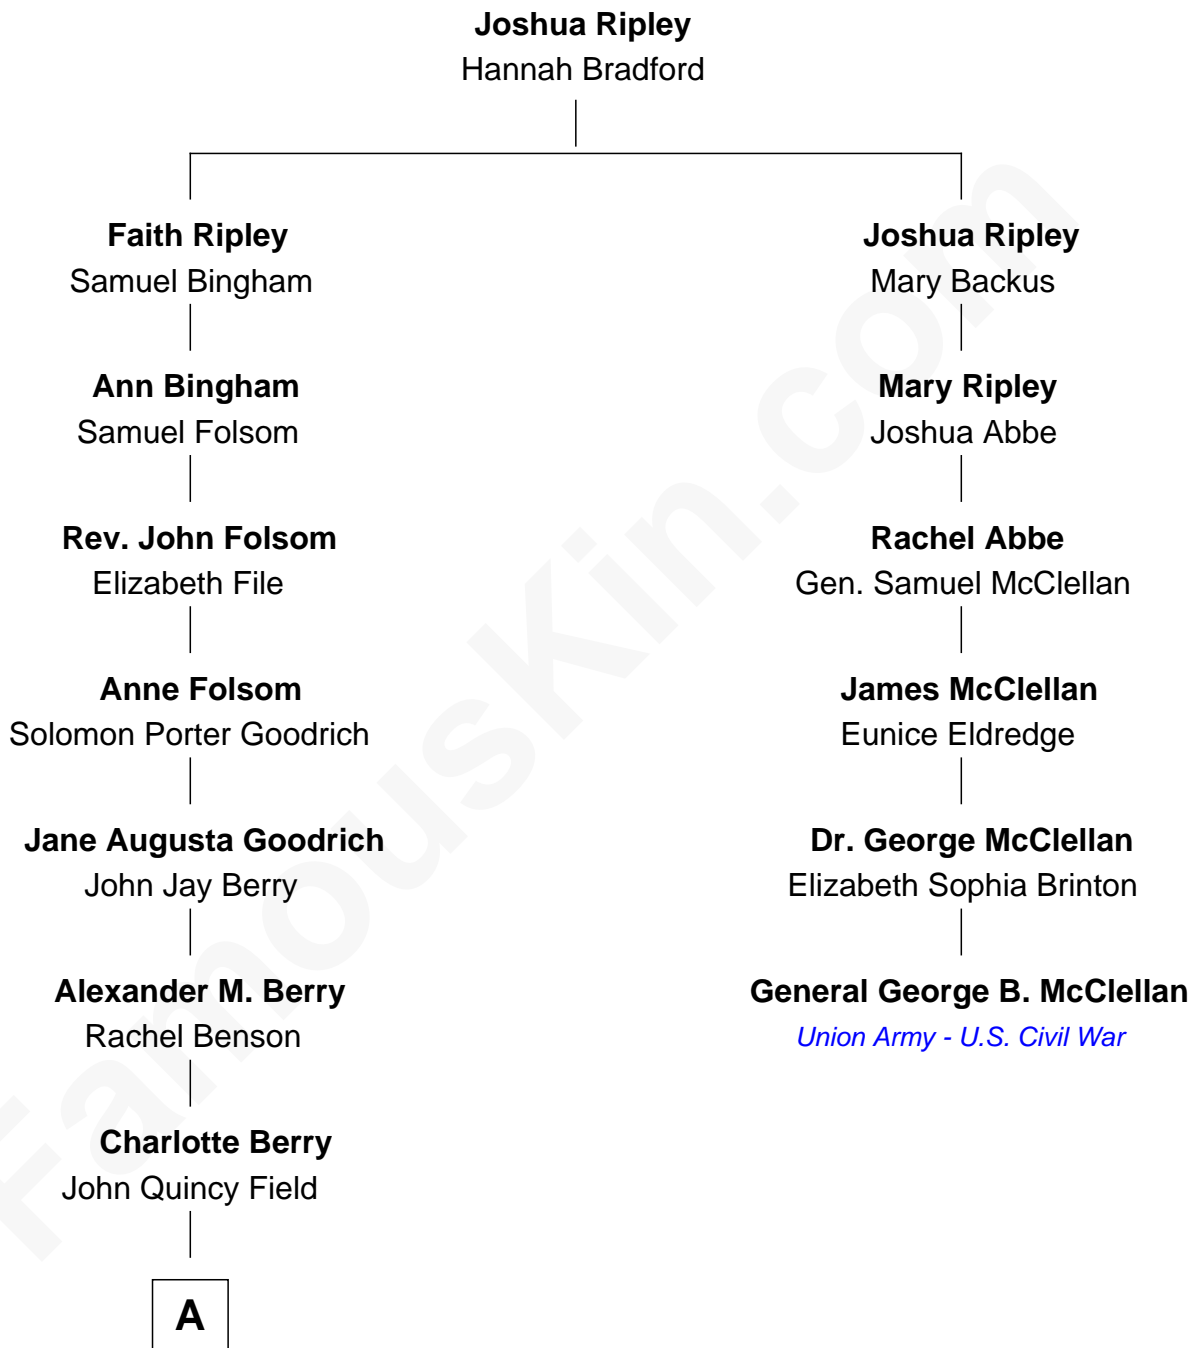 Joshua Ripley
Hannah Bradford
Faith Ripley
Samuel Bingham
Ann Bingham
Samuel Folsom
Rev. John Folsom
Elizabeth File
Anne Folsom
Solomon Porter Goodrich
Jane Augusta Goodrich
John Jay Berry
Alexander M. Berry
Rachel Benson
Charlotte Berry
John Quincy Field
A
Joshua Ripley
Mary Backus
Mary Ripley
Joshua Abbe
Rachel Abbe
Gen. Samuel McClellan
James McClellan
Eunice Eldredge
Dr. George McClellan
Elizabeth Sophia Brinton
General George B. McClellan
Union Army - U.S. Civil War
FamousKin.com